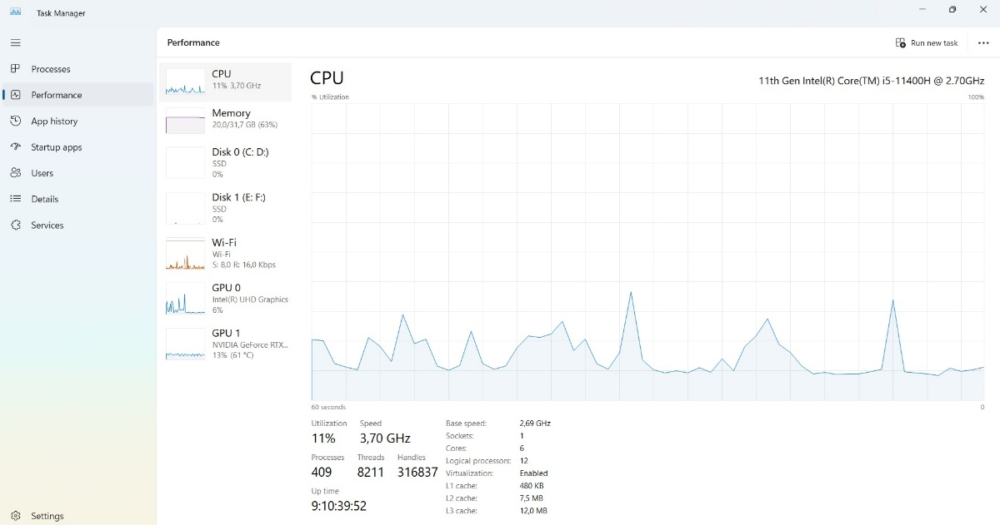 Task Manager
Performance
Run new task
Processes
Performance
App history
Startup apps
Users
Details
Services
Settings
CPU
11% 3,70 GHz
Memory
20,0/31,7 GB (63%)
Disk 0 (C: D:)
SSD
0%
Disk 1 (E: F:)
SSD
0%
Wi-Fi
Wi-Fi
S: 8,0 R: 16,0 Kbps
GPU 0
Intel(R) UHD Graphics
6%
GPU 1
NVIDIA GeForce RTX...
13% (61 °C)
CPU
11th Gen Intel(R) Core(TM) i5-11400H @ 2.70GHz
% Utilization
100%
60 seconds
0
Utilization Speed
11% 3,70 GHz
Processes Threads Handles
409 8211 316837
Up time
9:10:39:52
Base speed: 2,69 GHz
Sockets: 1
Cores: 6
Logical processors: 12
Virtualization: Enabled
L1 cache: 480 KB
L2 cache: 7,5 MB
L3 cache: 12,0 MB